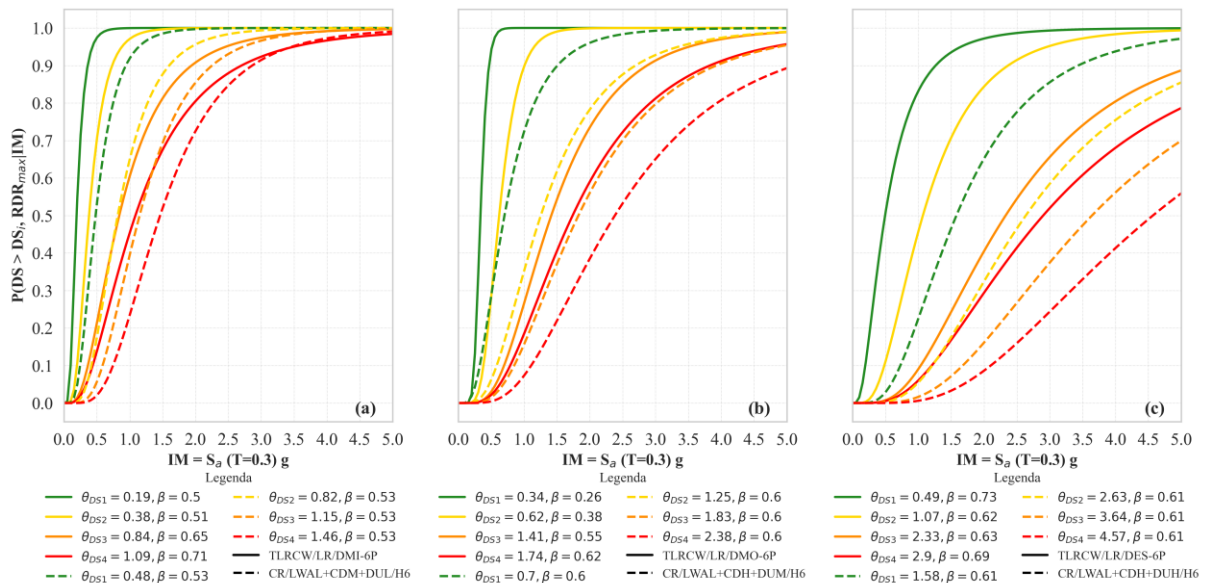 P(DS > DSᵢ, RDRₘₐₓ|IM)
1.0
0.9
0.8
0.7
0.6
0.5
0.4
0.3
0.2
0.1
0.0
(a)
0.0 0.5 1.0 1.5 2.0 2.5 3.0 3.5 4.0 4.5 5.0
IM = Sₐ (T=0.3) g
Legenda
θ_DS1 = 0.19, β = 0.5
θ_DS2 = 0.38, β = 0.51
θ_DS3 = 0.84, β = 0.65
θ_DS4 = 1.09, β = 0.71
θ_DS1 = 0.48, β = 0.53
θ_DS2 = 0.82, β = 0.53
θ_DS3 = 1.15, β = 0.53
θ_DS4 = 1.46, β = 0.53
TLRCW/LR/DMI-6P
CR/LWAL+CDM+DUL/H6
(b)
0.0 0.5 1.0 1.5 2.0 2.5 3.0 3.5 4.0 4.5 5.0
IM = Sₐ (T=0.3) g
Legenda
θ_DS1 = 0.34, β = 0.26
θ_DS2 = 0.62, β = 0.38
θ_DS3 = 1.41, β = 0.55
θ_DS4 = 1.74, β = 0.62
θ_DS1 = 0.7, β = 0.6
θ_DS2 = 1.25, β = 0.6
θ_DS3 = 1.83, β = 0.6
θ_DS4 = 2.38, β = 0.6
TLRCW/LR/DMO-6P
CR/LWAL+CDH+DUM/H6
(c)
0.0 0.5 1.0 1.5 2.0 2.5 3.0 3.5 4.0 4.5 5.0
IM = Sₐ (T=0.3) g
Legenda
θ_DS1 = 0.49, β = 0.73
θ_DS2 = 1.07, β = 0.62
θ_DS3 = 2.33, β = 0.63
θ_DS4 = 2.9, β = 0.69
θ_DS1 = 1.58, β = 0.61
θ_DS2 = 2.63, β = 0.61
θ_DS3 = 3.64, β = 0.61
θ_DS4 = 4.57, β = 0.61
TLRCW/LR/DES-6P
CR/LWAL+CDH+DUH/H6